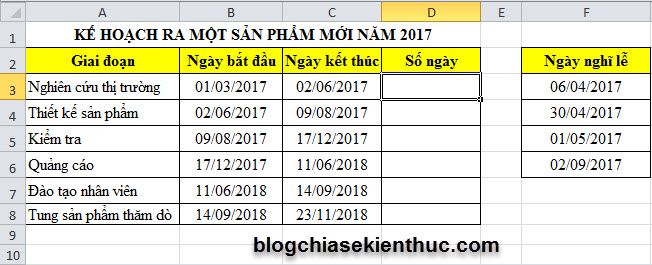 A B C D E F
1 KẾ HOẠCH RA MỘT SẢN PHẨM MỚI NĂM 2017
2 Giai đoạn Ngày bắt đầu Ngày kết thúc Số ngày Ngày nghĩ lễ
3 Nghiên cứu thị trường 01/03/2017 02/06/2017 06/04/2017
4 Thiết kế sản phẩm 02/06/2017 09/08/2017 30/04/2017
5 Kiểm tra 09/08/2017 17/12/2017 01/05/2017
6 Quảng cáo 17/12/2017 11/06/2018 02/09/2017
7 Đào tạo nhân viên 11/06/2018 14/09/2018
8 Tung sản phẩm thăm dò 14/09/2018 23/11/2018
9 blogchiasekienthuc.com
10